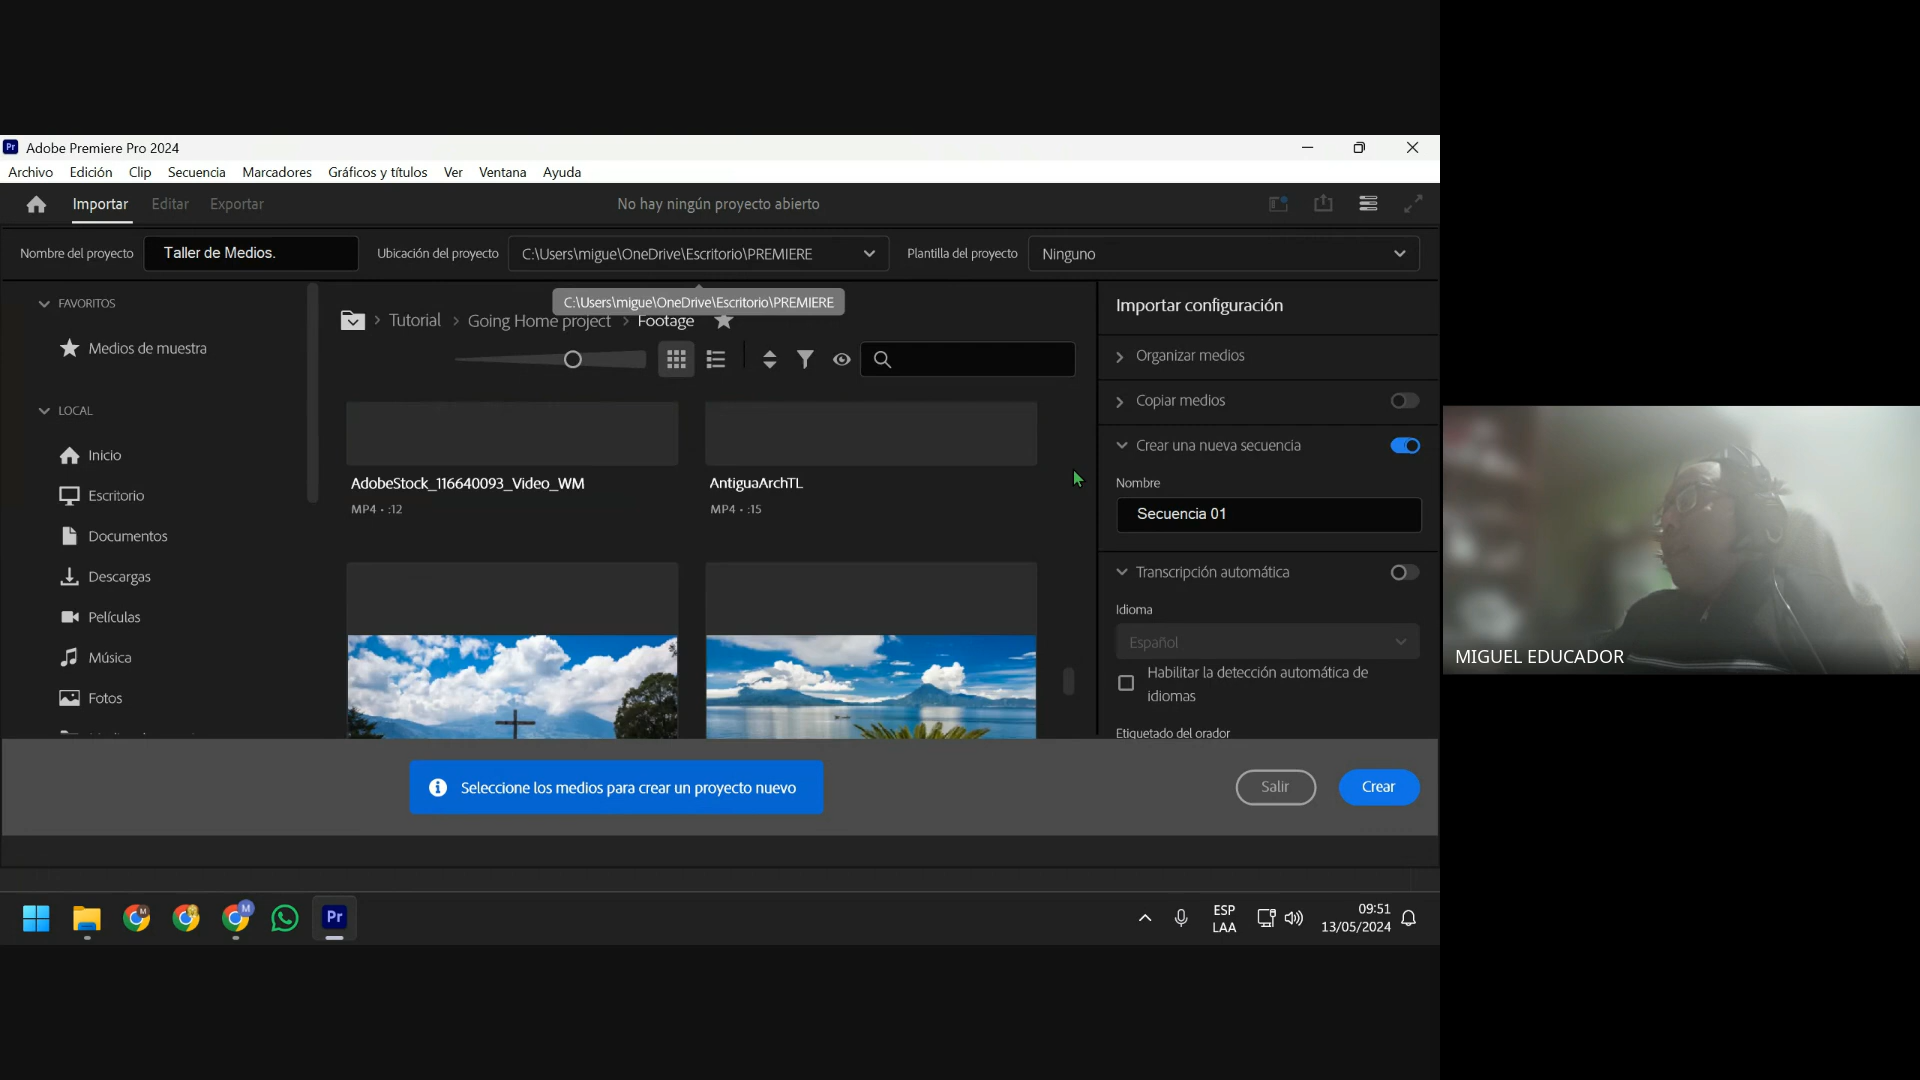 Adobe Premiere Pro 2024
Archivo Edición Clip Secuencia Marcadores Gráficos y títulos Ver Ventana Ayuda
Importar Editar Exportar No hay ningún proyecto abierto
Nombre del proyecto Taller de Medios. Ubicación del proyecto C:\Users\migue\OneDrive\Escritorio\PREMIERE Plantilla del proyecto Ninguno
C:\Users\migue\OneDrive\Escritorio\PREMIERE
FAVORITOS
Medios de muestra
LOCAL
Inicio
Escritorio
Documentos
Descargas
Películas
Música
Fotos
Tutorial > Going Home project > Footage
AdobeStock_116640093_Video_WM
MP4 • :12
AntiguaArchTL
MP4 • :15
Importar configuración
Organizar medios
Copiar medios
Crear una nueva secuencia
Nombre
Secuencia 01
Transcripción automática
Idioma
Español
Habilitar la detección automática de
idiomas
Etiquetado del orador
Seleccione los medios para crear un proyecto nuevo
Salir
Crear
MIGUEL EDUCADOR
M
M
Pr
ESP
LAA
09:51
13/05/2024